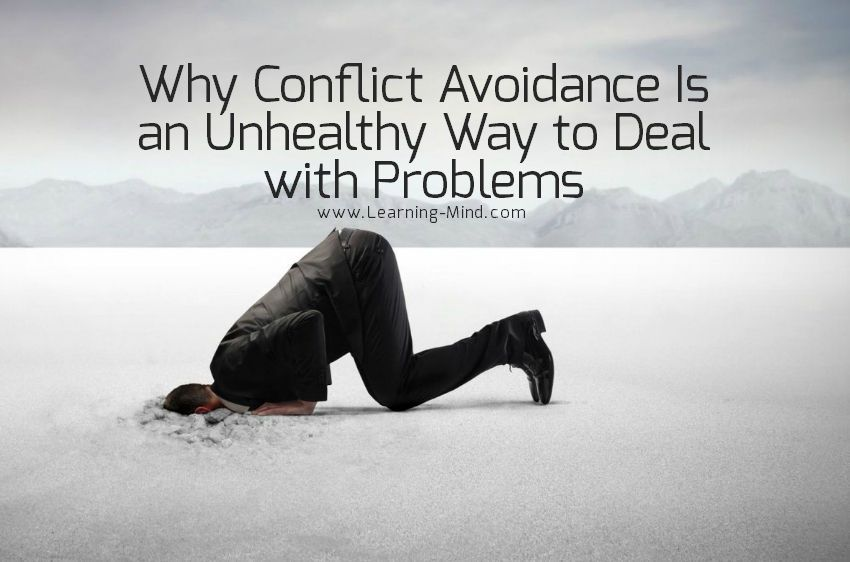 Why Conflict Avoidance Is
an Unhealthy Way to Deal
with Problems
www.Learning-Mind.com